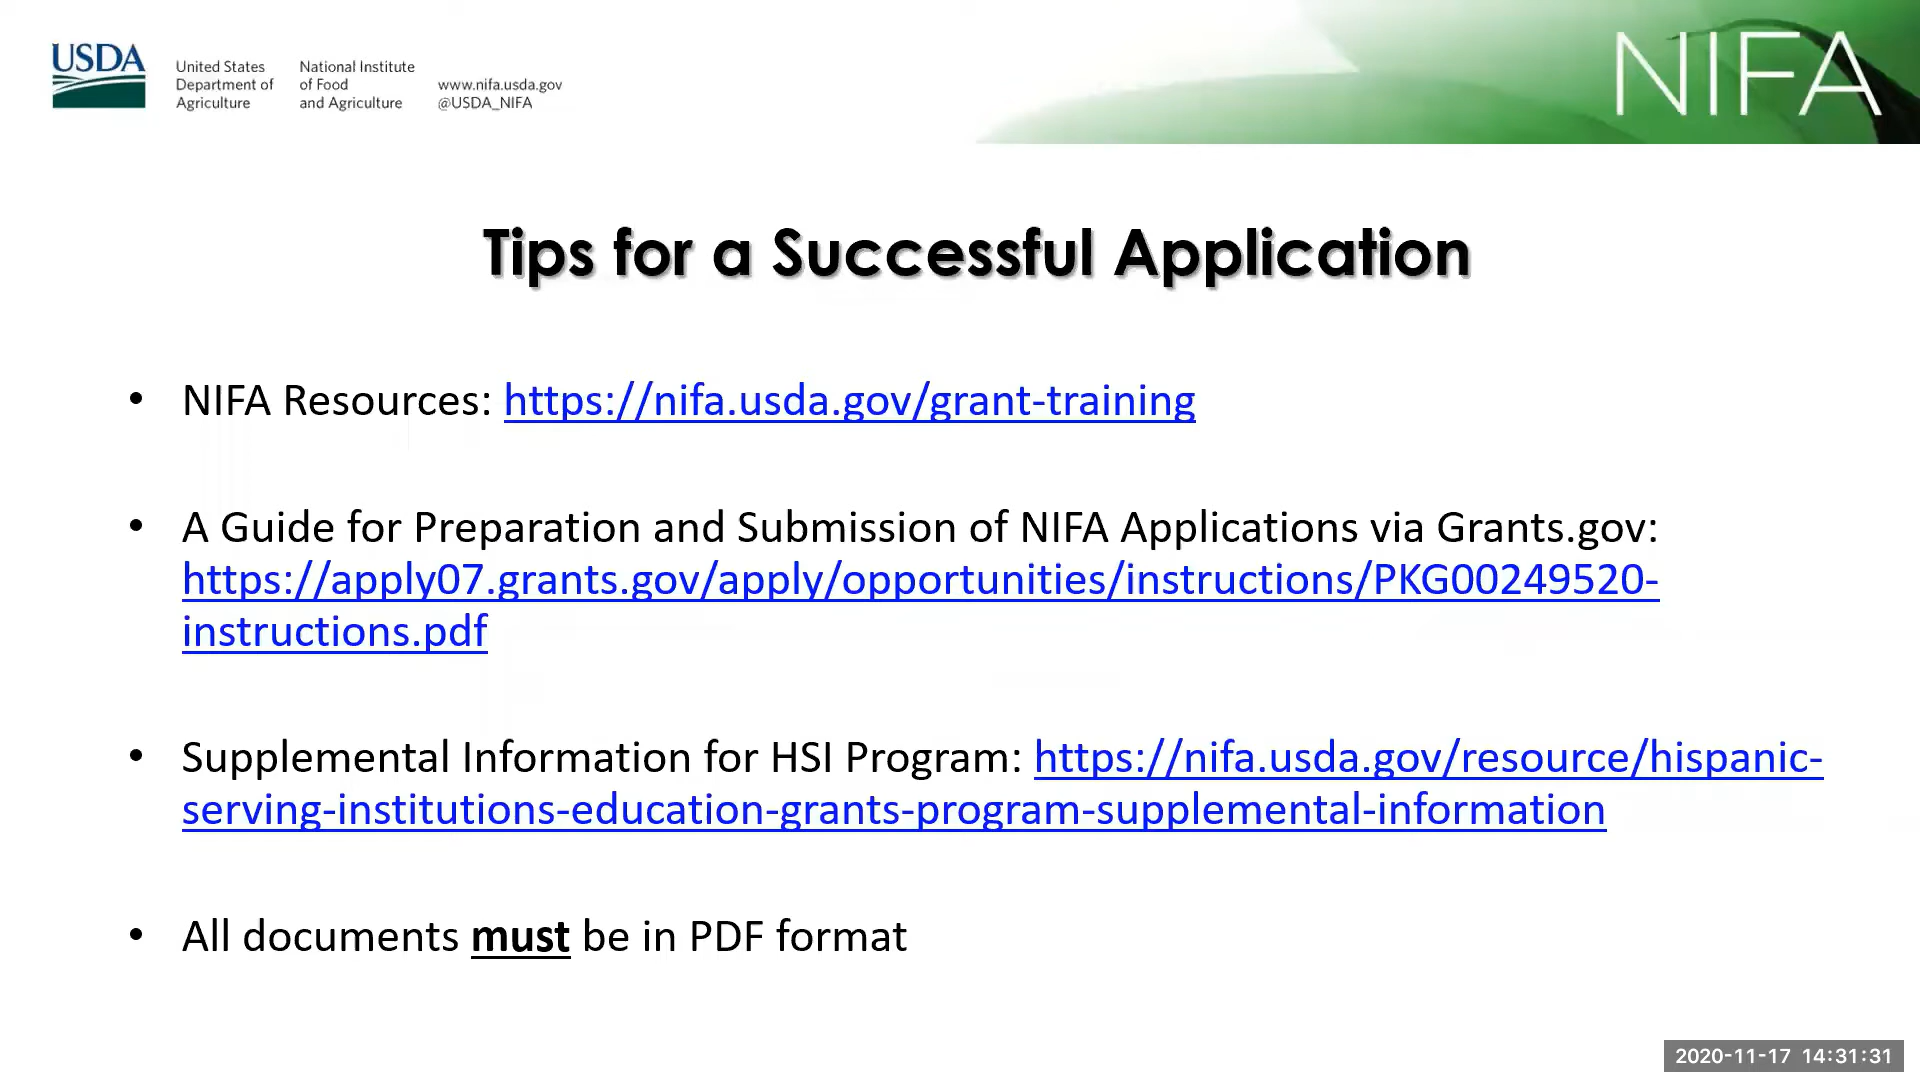 USDA
United States
Department of
Agriculture
National Institute
of Food
and Agriculture
www.nifa.usda.gov
@USDA_NIFA
NIFA
Tips for a Successful Application
• NIFA Resources: https://nifa.usda.gov/grant-training
• A Guide for Preparation and Submission of NIFA Applications via Grants.gov:
https://apply07.grants.gov/apply/opportunities/instructions/PKG00249520-
instructions.pdf
• Supplemental Information for HSI Program: https://nifa.usda.gov/resource/hispanic-
serving-institutions-education-grants-program-supplemental-information
• All documents must be in PDF format
2020-11-17 14:31:31